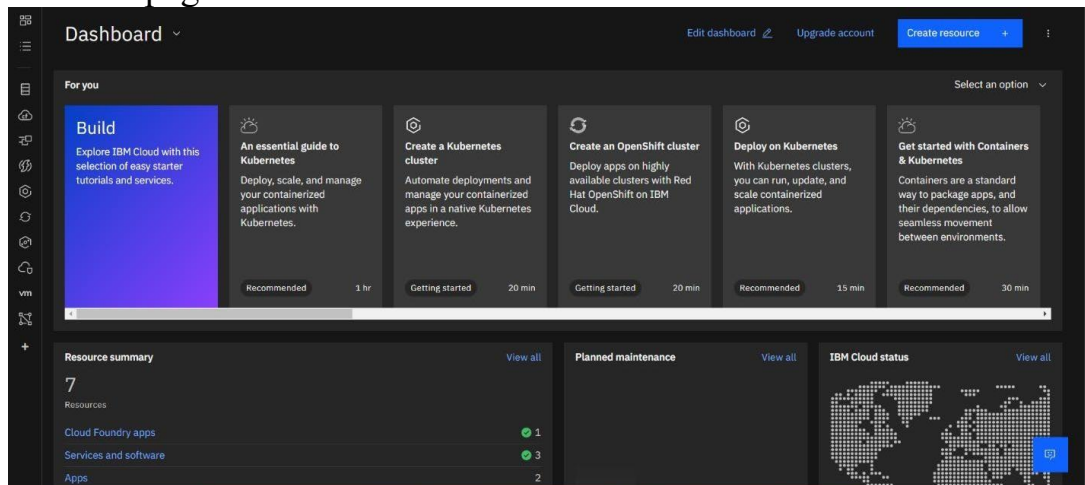 Dashboard
Edit dashboard
Upgrade account
Create resource +
For you
Select an option
Build
Explore IBM Cloud with this
selection of easy starter
tutorials and services.
An essential guide to
Kubernetes
Deploy, scale, and manage
your containerized
applications with
Kubernetes.
Recommended
1 hr
Create a Kubernetes
cluster
Automate deployments and
manage your containerized
apps in a native Kubernetes
experience.
Getting started
20 min
Create an OpenShift cluster
Deploy apps on highly
available clusters with Red
Hat OpenShift on IBM
Cloud.
Getting started
20 min
Deploy on Kubernetes
With Kubernetes clusters,
you can run, update, and
scale containerized
applications.
Recommended
15 min
Get started with Containers
& Kubernetes
Containers are a standard
way to package apps, and
their dependencies, to allow
seamless movement
between environments.
Recommended
30 min
vm
+
Resource summary
View all
7
Resources
Cloud Foundry apps
1
Services and software
3
Apps
2
Planned maintenance
View all
IBM Cloud status
View all